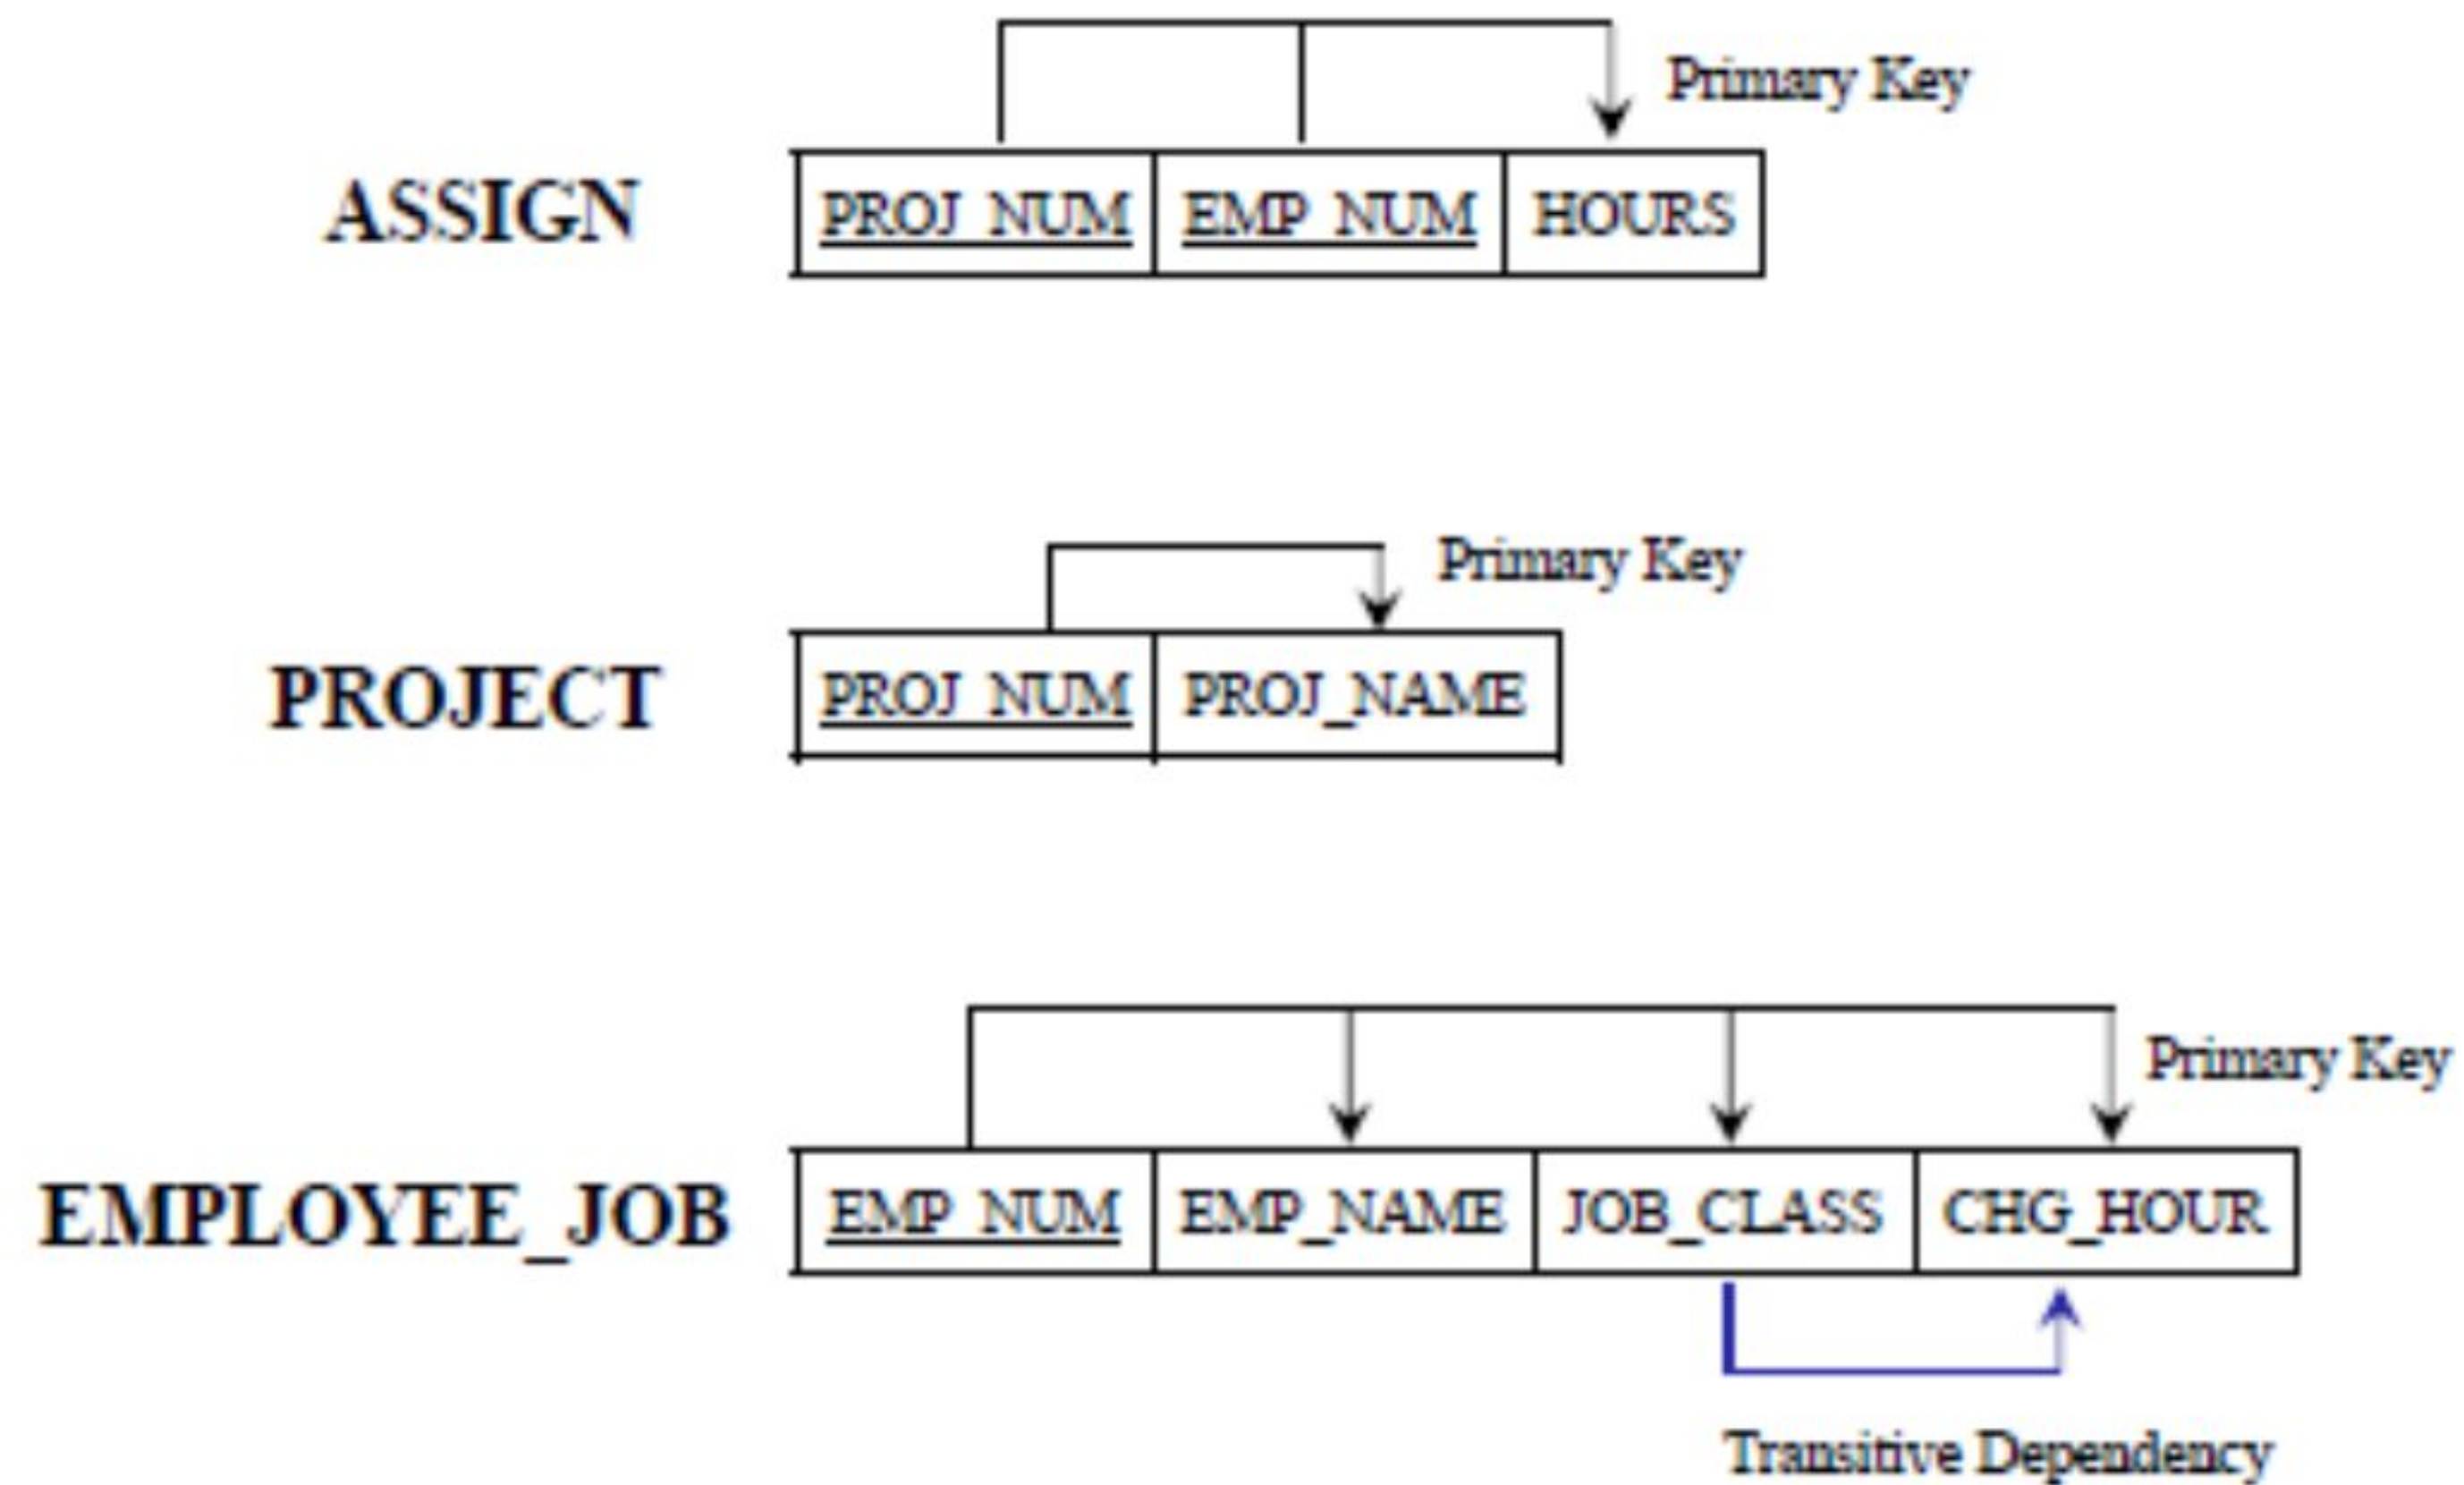 Primary Key
ASSIGN PROJ_NUM EMP_NUM HOURS
Primary Key
PROJECT PROJ_NUM PROJ_NAME
Primary Key
EMPLOYEE_JOB EMP_NUM EMP_NAME JOB_CLASS CHG_HOUR
Transitive Dependency